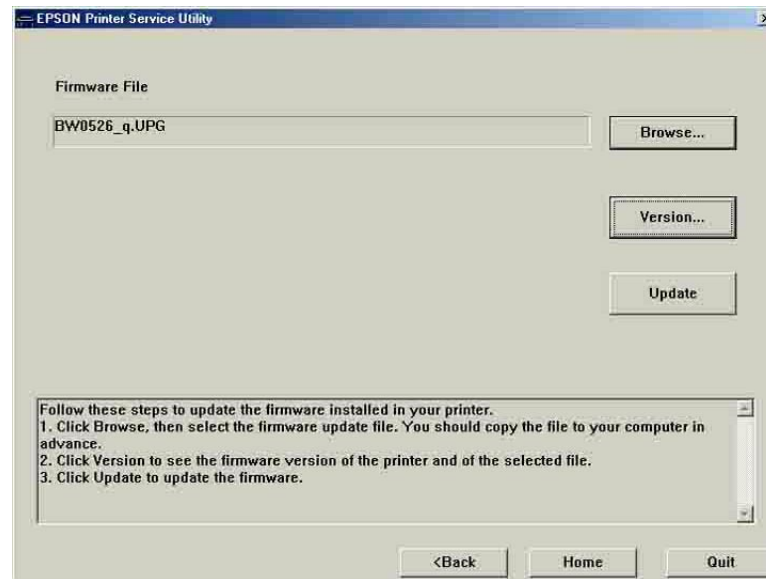 EPSON Printer Service Utility
Firmware File
BW0526_q.UPG
Browse...
Version...
Update
Follow these steps to update the firmware installed in your printer.
1. Click Browse, then select the firmware update file. You should copy the file to your computer in
advance.
2. Click Version to see the firmware version of the printer and of the selected file.
3. Click Update to update the firmware.
<Back
Home
Quit